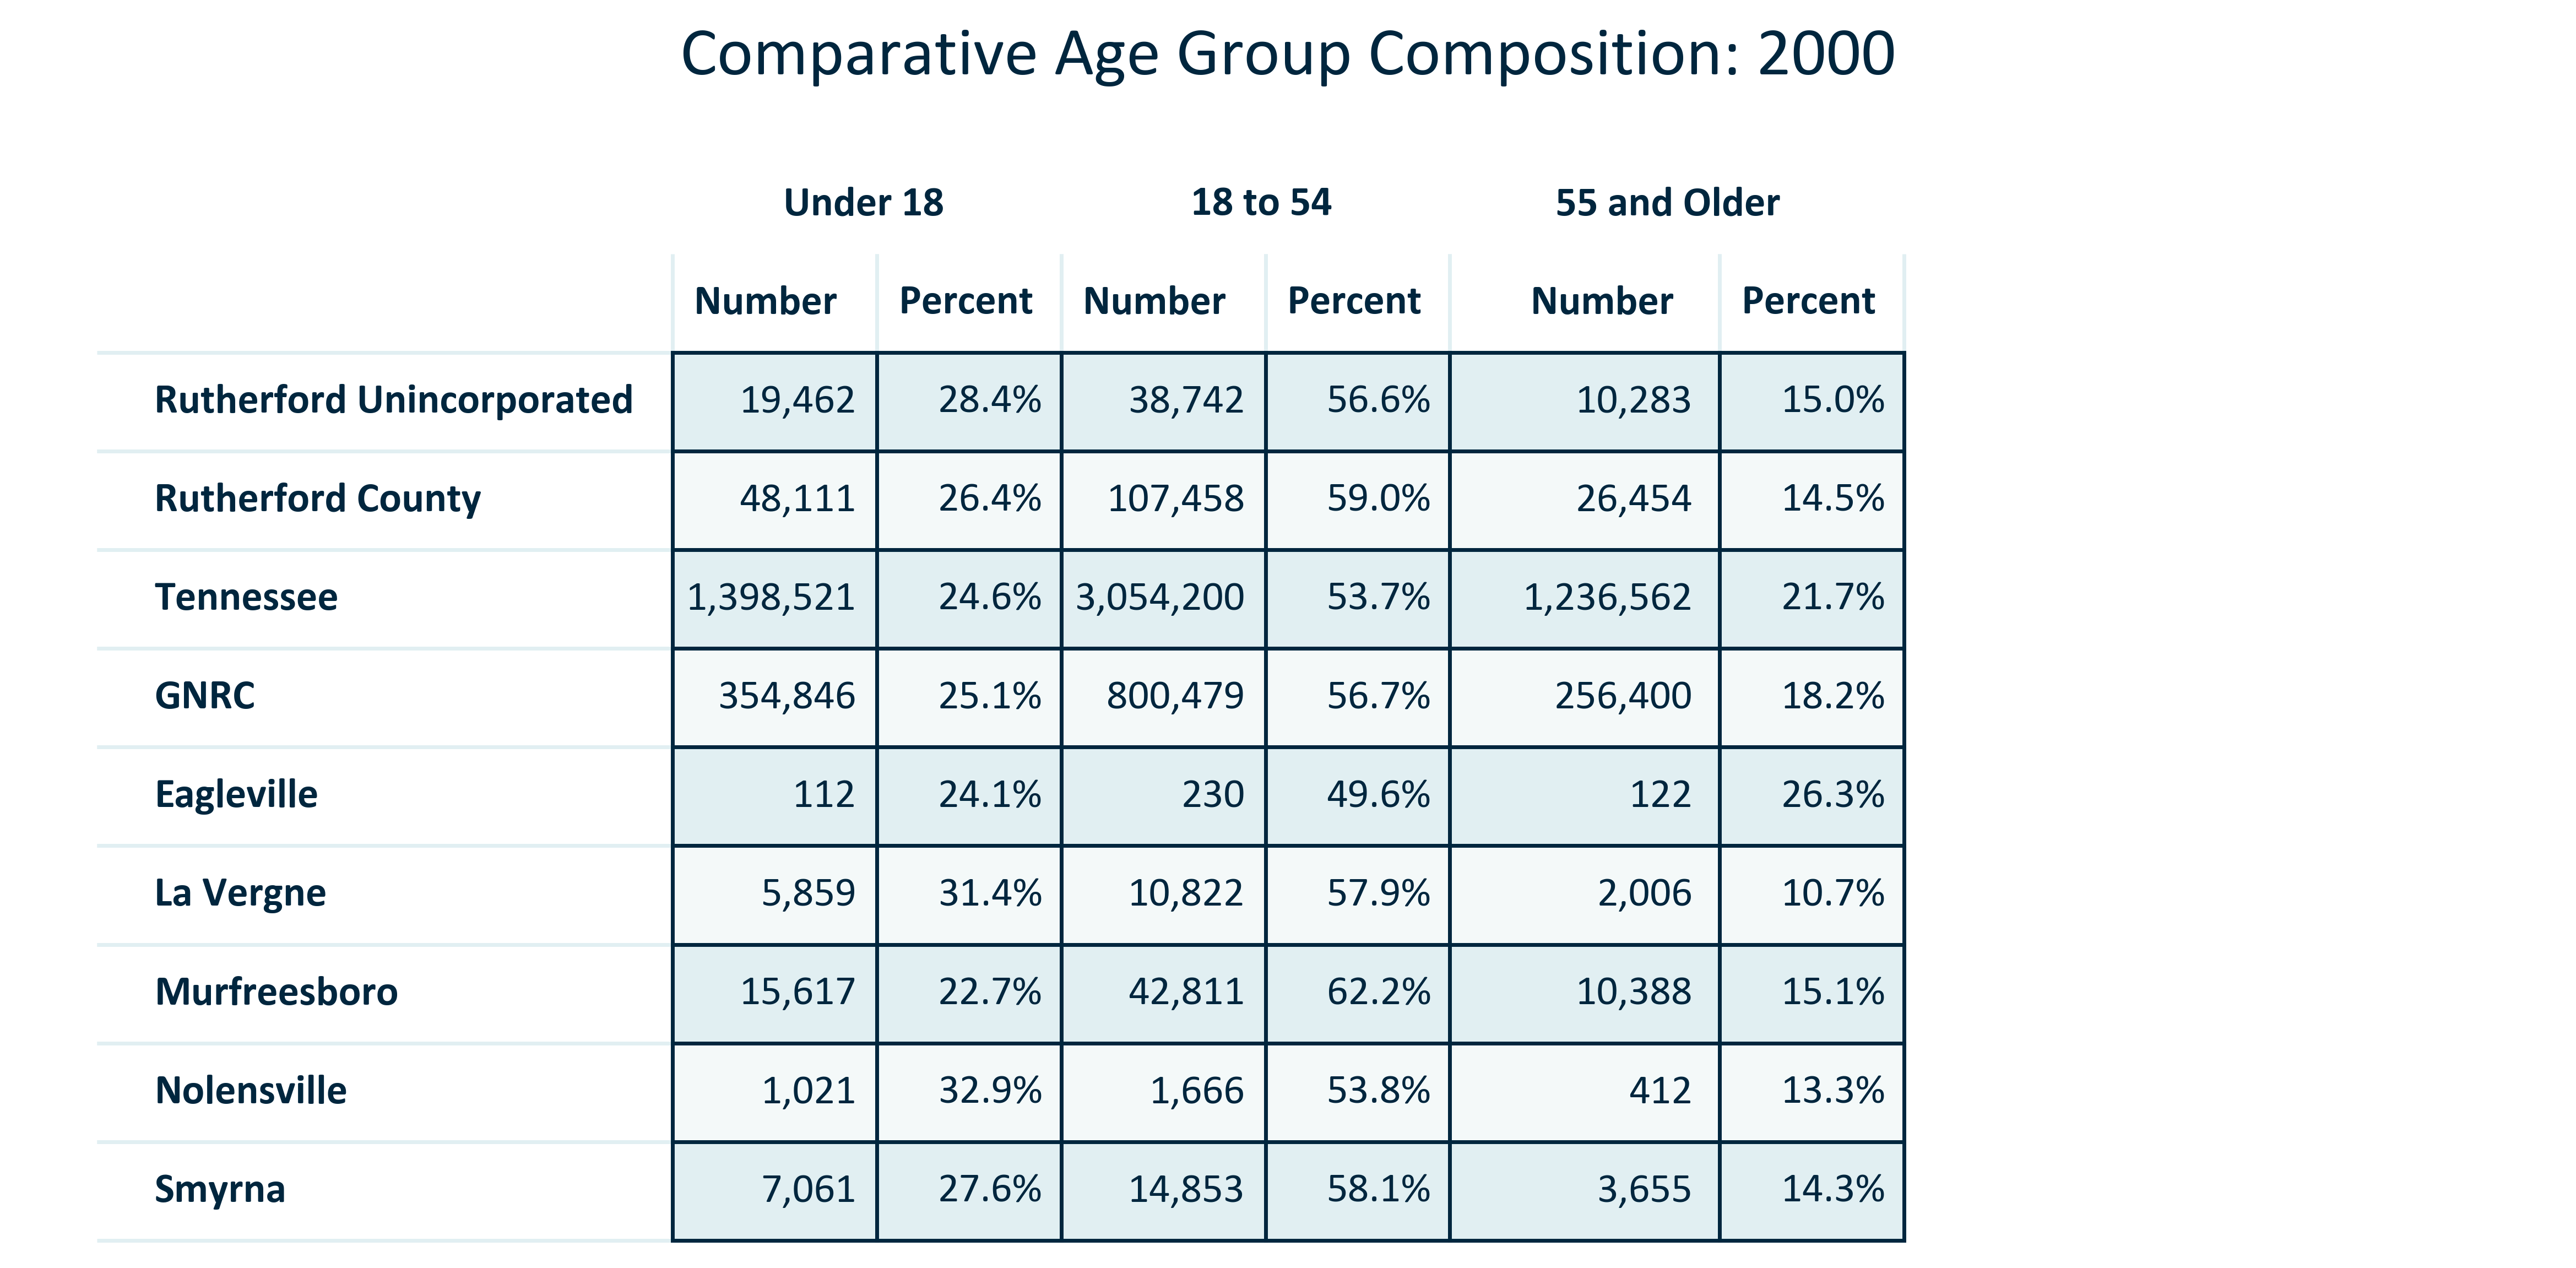 Comparative Age Group Composition: 2000
Under 18 18 to 54 55 and Older
Number Percent Number Percent Number Percent
Rutherford Unincorporated 19,462 28.4% 38,742 56.6% 10,283 15.0%
Rutherford County 48,111 26.4% 107,458 59.0% 26,454 14.5%
Tennessee 1,398,521 24.6% 3,054,200 53.7% 1,236,562 21.7%
GNRC 354,846 25.1% 800,479 56.7% 256,400 18.2%
Eagleville 112 24.1% 230 49.6% 122 26.3%
La Vergne 5,859 31.4% 10,822 57.9% 2,006 10.7%
Murfreesboro 15,617 22.7% 42,811 62.2% 10,388 15.1%
Nolensville 1,021 32.9% 1,666 53.8% 412 13.3%
Smyrna 7,061 27.6% 14,853 58.1% 3,655 14.3%